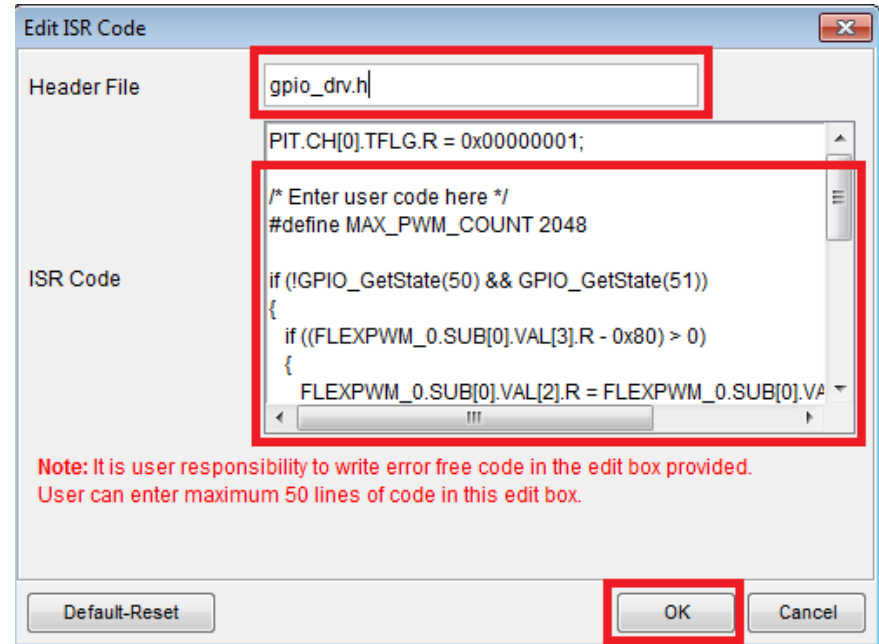 Edit ISR Code
Header File
gpio_drv.h
PIT.CH[0].TFLG.R = 0x00000001;
/* Enter user code here */
#define MAX_PWM_COUNT 2048
ISR Code
if (!GPIO_GetState(50) && GPIO_GetState(51))
{
if ((FLEXPWM_0.SUB[0].VAL[3].R - 0x80) > 0)
{
FLEXPWM_0.SUB[0].VAL[2].R = FLEXPWM_0.SUB[0].VA
Note: It is user responsibility to write error free code in the edit box provided.
User can enter maximum 50 lines of code in this edit box.
Default-Reset
OK
Cancel